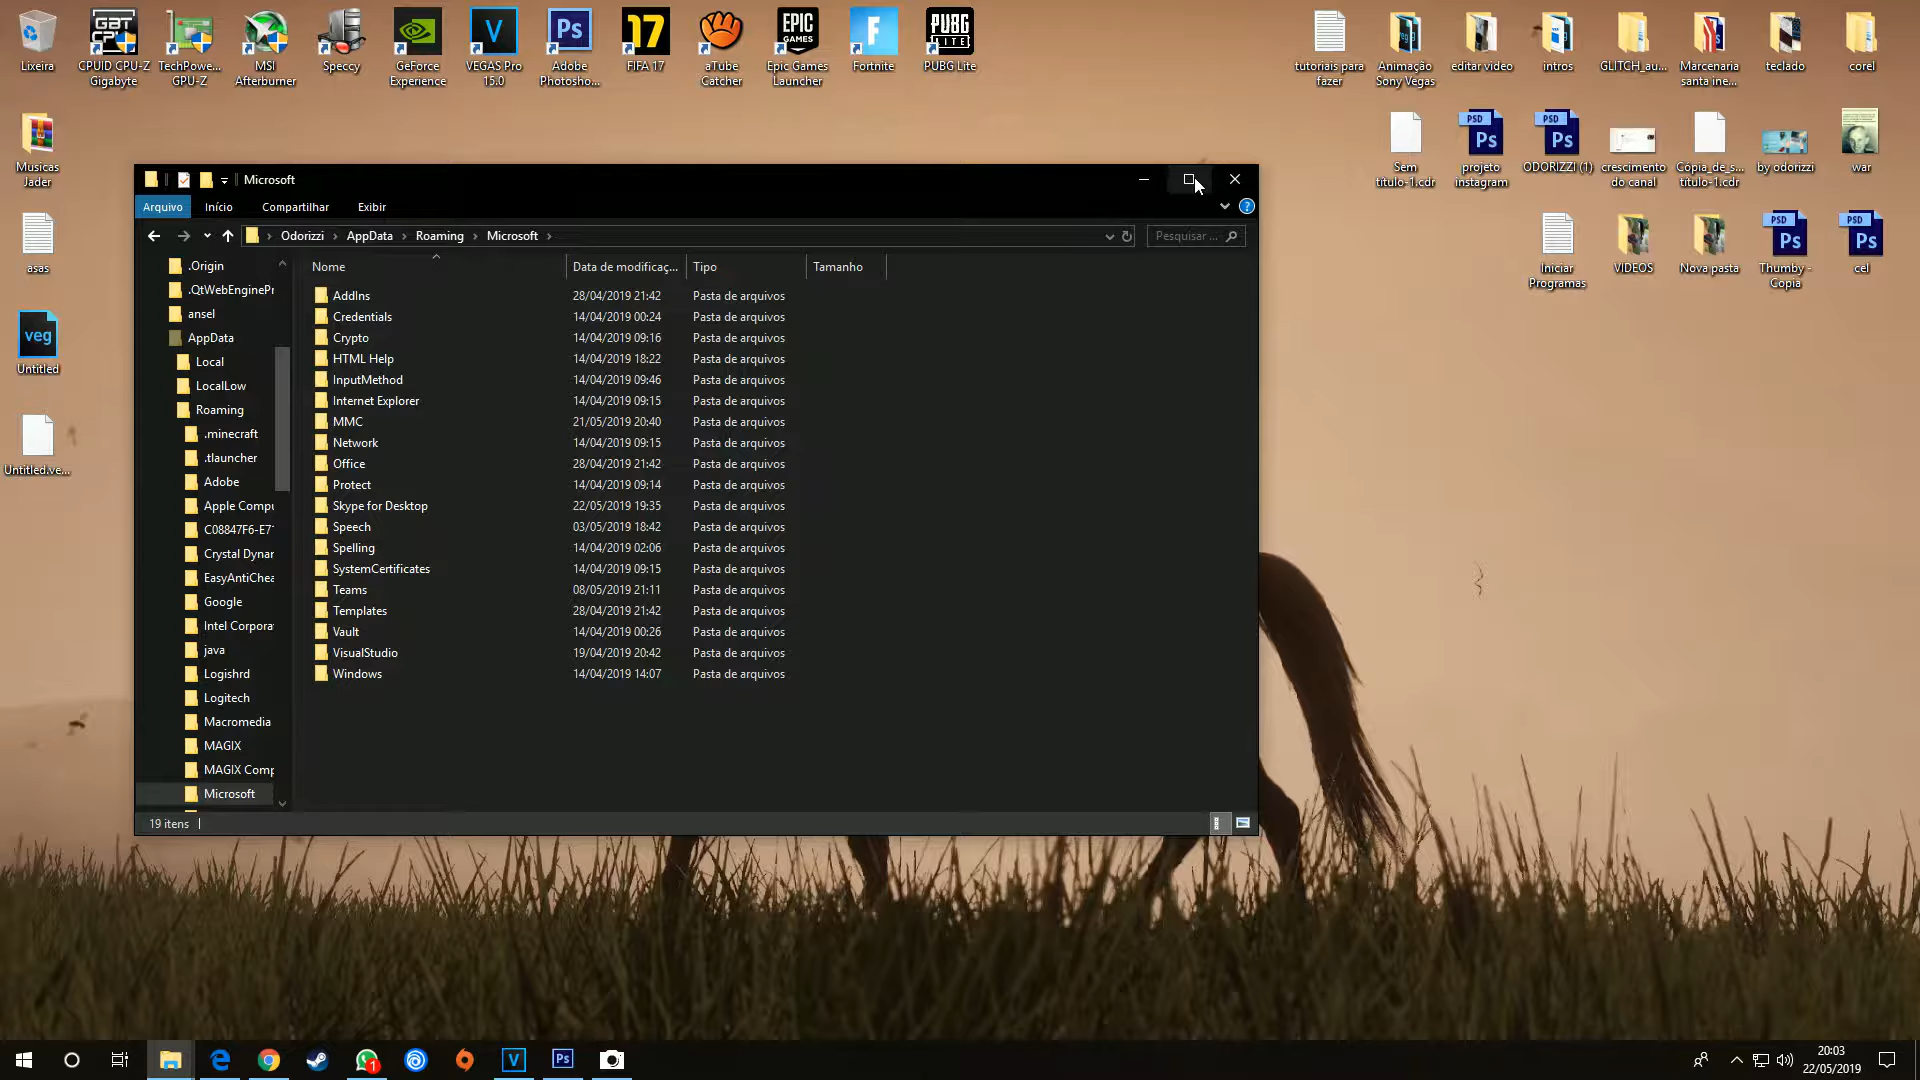 Lixeira
CPUID CPU-Z
Gigabyte
TechPowe...
GPU-Z
MSI
Afterburner
Speccy
GeForce
Experience
VEGAS Pro
15.0
Adobe
Photosho...
FIFA 17
aTube
Catcher
Epic Games
Launcher
Fortnite
PUBG Lite
tutoriais para
fazer
Animação
Sony Vegas
editar video
intros
GLITCH_au...
Marcenaria
santa ine...
teclado
corel
Musicas
Jader
Sem
título-1.cdr
projeto
instagram
ODORIZZI (1)
crescimento
do canal
Cópia_de_s...
título-1.cdr
by odorizzi
war
asas
Iniciar
Programas
VIDEOS
Nova pasta
Thumby -
Copia
cel
Untitled
Untitled.ve...
Microsoft
Arquivo
Início
Compartilhar
Exibir
Odorizzi
AppData
Roaming
Microsoft
Pesquisar ...
.Origin
.QtWebEnginePr
ansel
AppData
Local
LocalLow
Roaming
.minecraft
.tlauncher
Adobe
Apple Compu
C08847F6-E7
Crystal Dynar
EasyAntiChea
Google
Intel Corpora
java
Logishrd
Logitech
Macromedia
MAGIX
MAGIX Comp
Microsoft
Nome Data de modificaç... Tipo Tamanho
AddIns 28/04/2019 21:42 Pasta de arquivos
Credentials 14/04/2019 00:24 Pasta de arquivos
Crypto 14/04/2019 09:16 Pasta de arquivos
HTML Help 14/04/2019 18:22 Pasta de arquivos
InputMethod 14/04/2019 09:46 Pasta de arquivos
Internet Explorer 14/04/2019 09:15 Pasta de arquivos
MMC 21/05/2019 20:40 Pasta de arquivos
Network 14/04/2019 09:15 Pasta de arquivos
Office 28/04/2019 21:42 Pasta de arquivos
Protect 14/04/2019 09:14 Pasta de arquivos
Skype for Desktop 22/05/2019 19:35 Pasta de arquivos
Speech 03/05/2019 18:42 Pasta de arquivos
Spelling 14/04/2019 02:06 Pasta de arquivos
SystemCertificates 14/04/2019 09:15 Pasta de arquivos
Teams 08/05/2019 21:11 Pasta de arquivos
Templates 28/04/2019 21:42 Pasta de arquivos
Vault 14/04/2019 00:26 Pasta de arquivos
VisualStudio 19/04/2019 20:42 Pasta de arquivos
Windows 14/04/2019 14:07 Pasta de arquivos
19 itens
20:03
22/05/2019